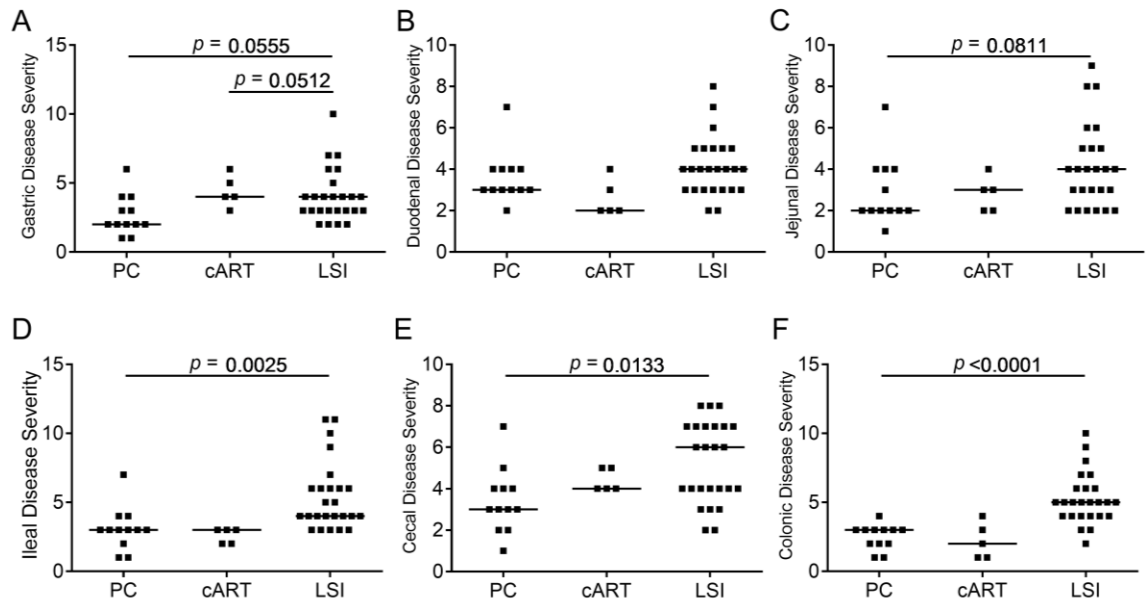 A
Gastric Disease Severity
15
10
5
0
p = 0.0555
p = 0.0512
PC cART LSI
B
Duodenal Disease Severity
10
8
6
4
2
0
PC cART LSI
C
Jejunal Disease Severity
10
8
6
4
2
0
p = 0.0811
PC cART LSI
D
Ileal Disease Severity
15
10
5
0
p = 0.0025
PC cART LSI
E
Cecal Disease Severity
10
8
6
4
2
0
p = 0.0133
PC cART LSI
F
Colonic Disease Severity
15
10
5
0
p <0.0001
PC cART LSI